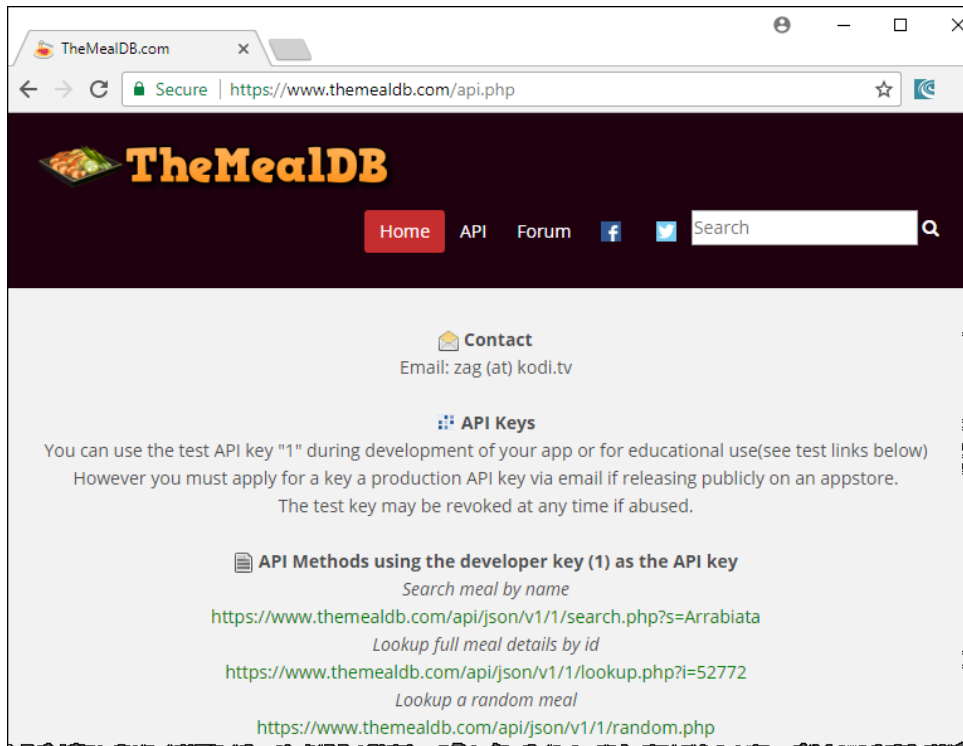 TheMealDB.com
Secure | https://www.themealdb.com/api.php
TheMealDB
Home API Forum Search
Contact
Email: zag (at) kodi.tv
API Keys
You can use the test API key "1" during development of your app or for educational use(see test links below)
However you must apply for a key a production API key via email if releasing publicly on an appstore.
The test key may be revoked at any time if abused.
API Methods using the developer key (1) as the API key
Search meal by name
https://www.themealdb.com/api/json/v1/1/search.php?s=Arrabiata
Lookup full meal details by id
https://www.themealdb.com/api/json/v1/1/lookup.php?i=52772
Lookup a random meal
https://www.themealdb.com/api/json/v1/1/random.php